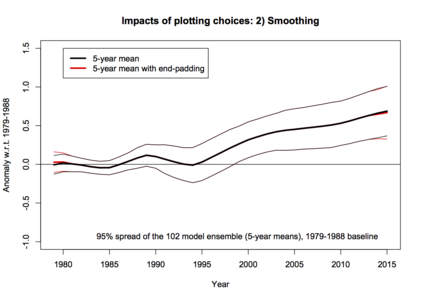 Impacts of plotting choices: 2) Smoothing
5-year mean
5-year mean with end-padding
1.5
1.0
0.5
0.0
-0.5
-1.0
Anomaly w.r.t. 1979-1988
95% spread of the 102 model ensemble (5-year means), 1979-1988 baseline
1980 1985 1990 1995 2000 2005 2010 2015
Year